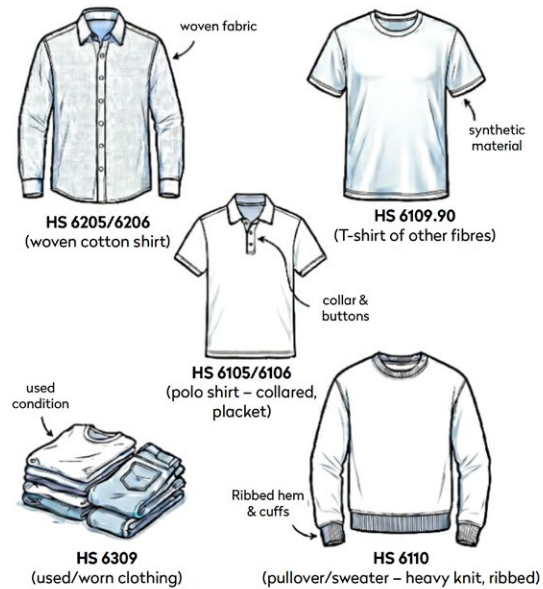 woven fabric
HS 6205/6206
(woven cotton shirt)
synthetic
material
HS 6109.90
(T-shirt of other fibres)
collar &
buttons
HS 6105/6106
(polo shirt – collared,
placket)
used
condition
HS 6309
(used/worn clothing)
Ribbed hem
& cuffs
HS 6110
(pullover/sweater – heavy knit, ribbed)